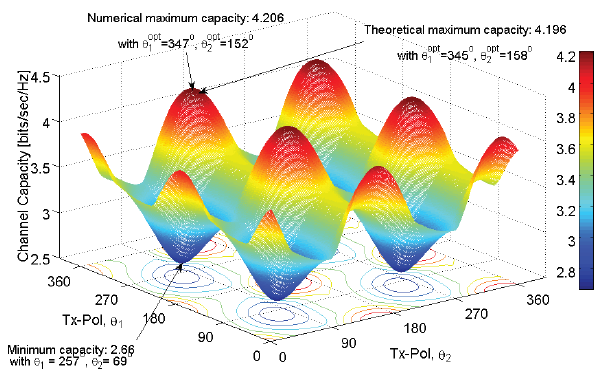 Numerical maximum capacity: 4.206
with θ₁ᵒᵖᵗ=347°, θ₂ᵒᵖᵗ=152°
Theoretical maximum capacity: 4.196
with θ₁ᵒᵖᵗ=345°, θ₂ᵒᵖᵗ=158°
Channel Capacity [bits/sec/Hz]
4.5
4
3.5
3
2.5
360
270
180
90
0
Tx-Pol, θ₁
0
90
180
270
360
Tx-Pol, θ₂
Minimum capacity: 2.66
with θ₁ = 257°, θ₂= 69°
4.2
4
3.8
3.6
3.4
3.2
3
2.8